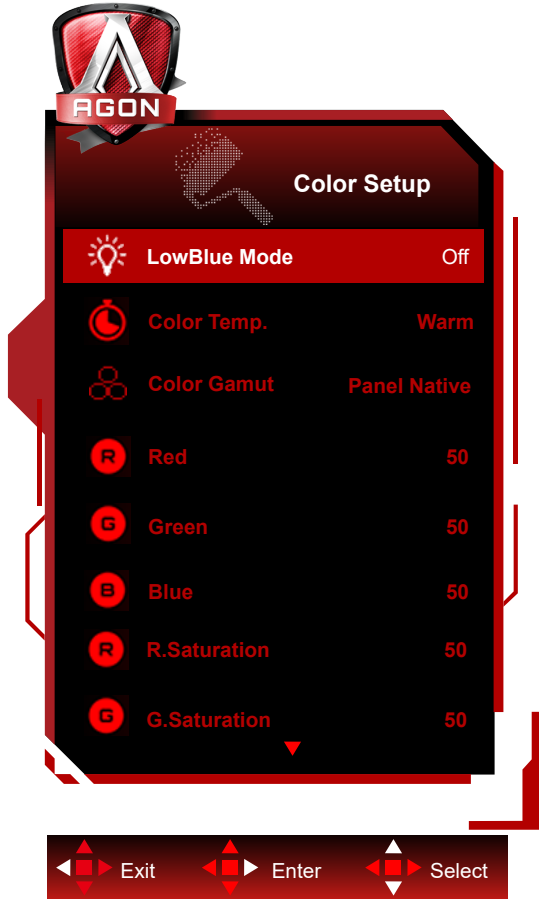 AGON
Color Setup
LowBlue Mode Off
Color Temp. Warm
Color Gamut Panel Native
R Red 50
G Green 50
B Blue 50
R R.Saturation 50
G G.Saturation 50
Exit Enter Select